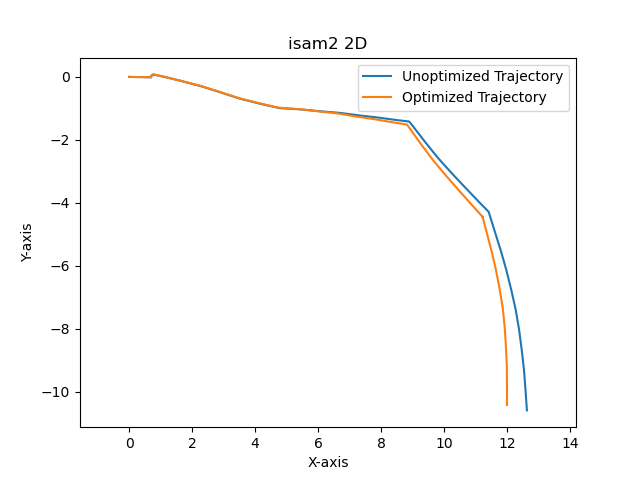 isam2 2D
Unoptimized Trajectory
Optimized Trajectory
0
−2
−4
−6
−8
−10
Y-axis
0 2 4 6 8 10 12 14
X-axis